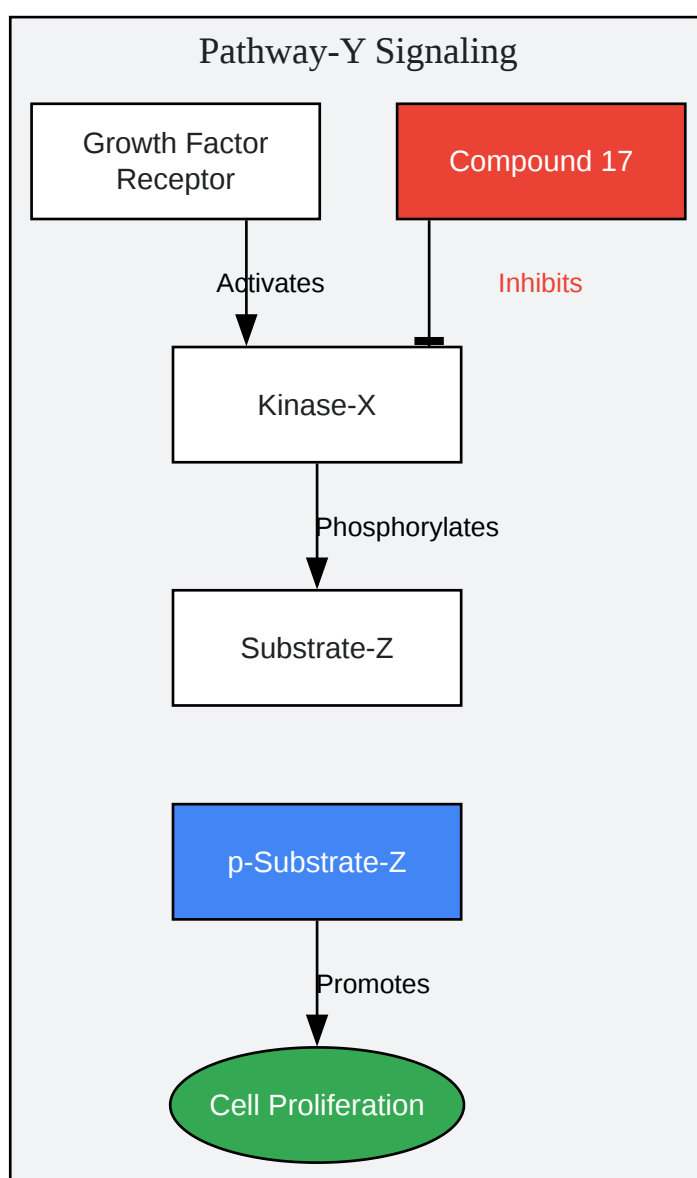 Pathway-Y Signaling
Growth Factor
Receptor
Compound 17
Activates
Inhibits
Kinase-X
Phosphorylates
Substrate-Z
p-Substrate-Z
Promotes
Cell Proliferation